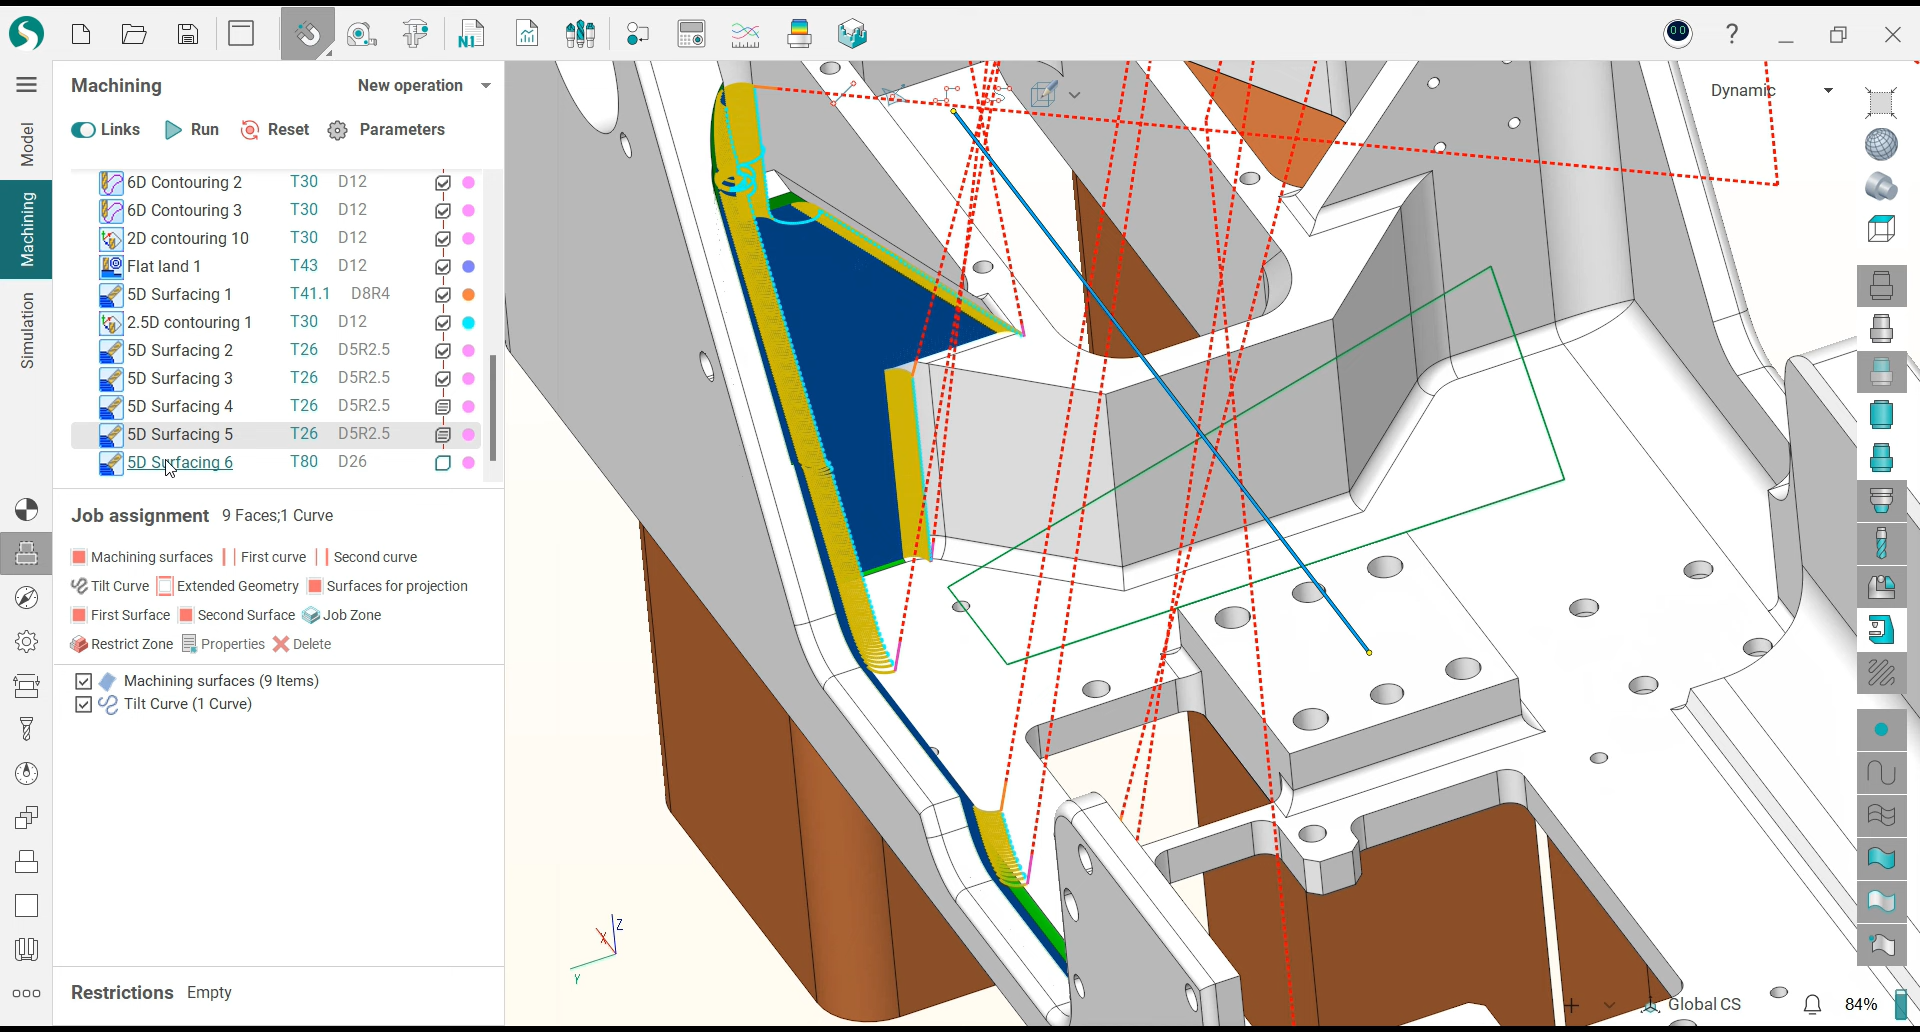 N1
Machining
New operation
Links
Run
Reset
Parameters
Model
Machining
Simulation
6D Contouring 2 T30 D12
6D Contouring 3 T30 D12
2D contouring 10 T30 D12
Flat land 1 T43 D12
5D Surfacing 1 T41.1 D8R4
2.5D contouring 1 T30 D12
5D Surfacing 2 T26 D5R2.5
5D Surfacing 3 T26 D5R2.5
5D Surfacing 4 T26 D5R2.5
5D Surfacing 5 T26 D5R2.5
5D Surfacing 6 T80 D26
Job assignment 9 Faces;1 Curve
Machining surfaces First curve Second curve
Tilt Curve Extended Geometry Surfaces for projection
First Surface Second Surface Job Zone
Restrict Zone Properties Delete
Machining surfaces (9 Items)
Tilt Curve (1 Curve)
Restrictions Empty
Dynamic
Z
X
Y
Global CS
84%